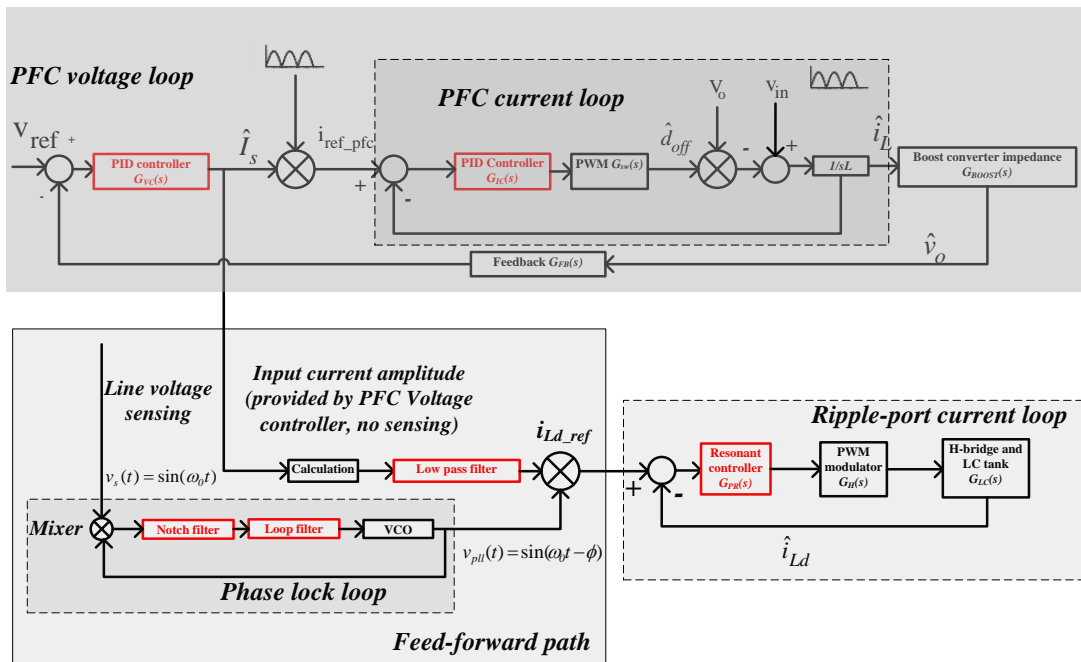 PFC voltage loop
v_ref
+
-
PID controller
G_VC(s)
Î_s
i_ref_pfc
+
-
PFC current loop
PID Controller
G_IC(s)
PWM G_sw(s)
d̂_off
V_o
-
v_in
+
1/sL
î_L
Boost converter impedance
G_BOOST(s)
Feedback G_FB(s)
v̂_o
Line voltage
sensing
Input current amplitude
(provided by PFC Voltage
controller, no sensing)
i_Ld_ref
v_s(t) = sin(ω_0t)
Calculation
Low pass filter
Mixer
Notch filter
Loop filter
VCO
v_pll(t) = sin(ω_0t − ϕ)
Phase lock loop
Feed-forward path
Ripple-port current loop
+
-
Resonant
controller
G_PR(s)
PWM
modulator
G_H(s)
H-bridge and
LC tank
G_LC(s)
î_Ld